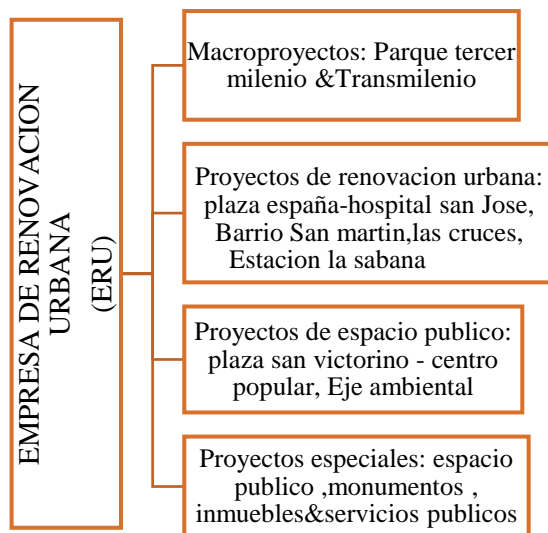 EMPRESA DE RENOVACION
URBANA
(ERU)
Macroproyectos: Parque tercer
milenio &Transmilenio
Proyectos de renovacion urbana:
plaza españa-hospital san Jose,
Barrio San martin,las cruces,
Estacion la sabana
Proyectos de espacio publico:
plaza san victorino - centro
popular, Eje ambiental
Proyectos especiales: espacio
publico ,monumentos ,
inmuebles&servicios publicos